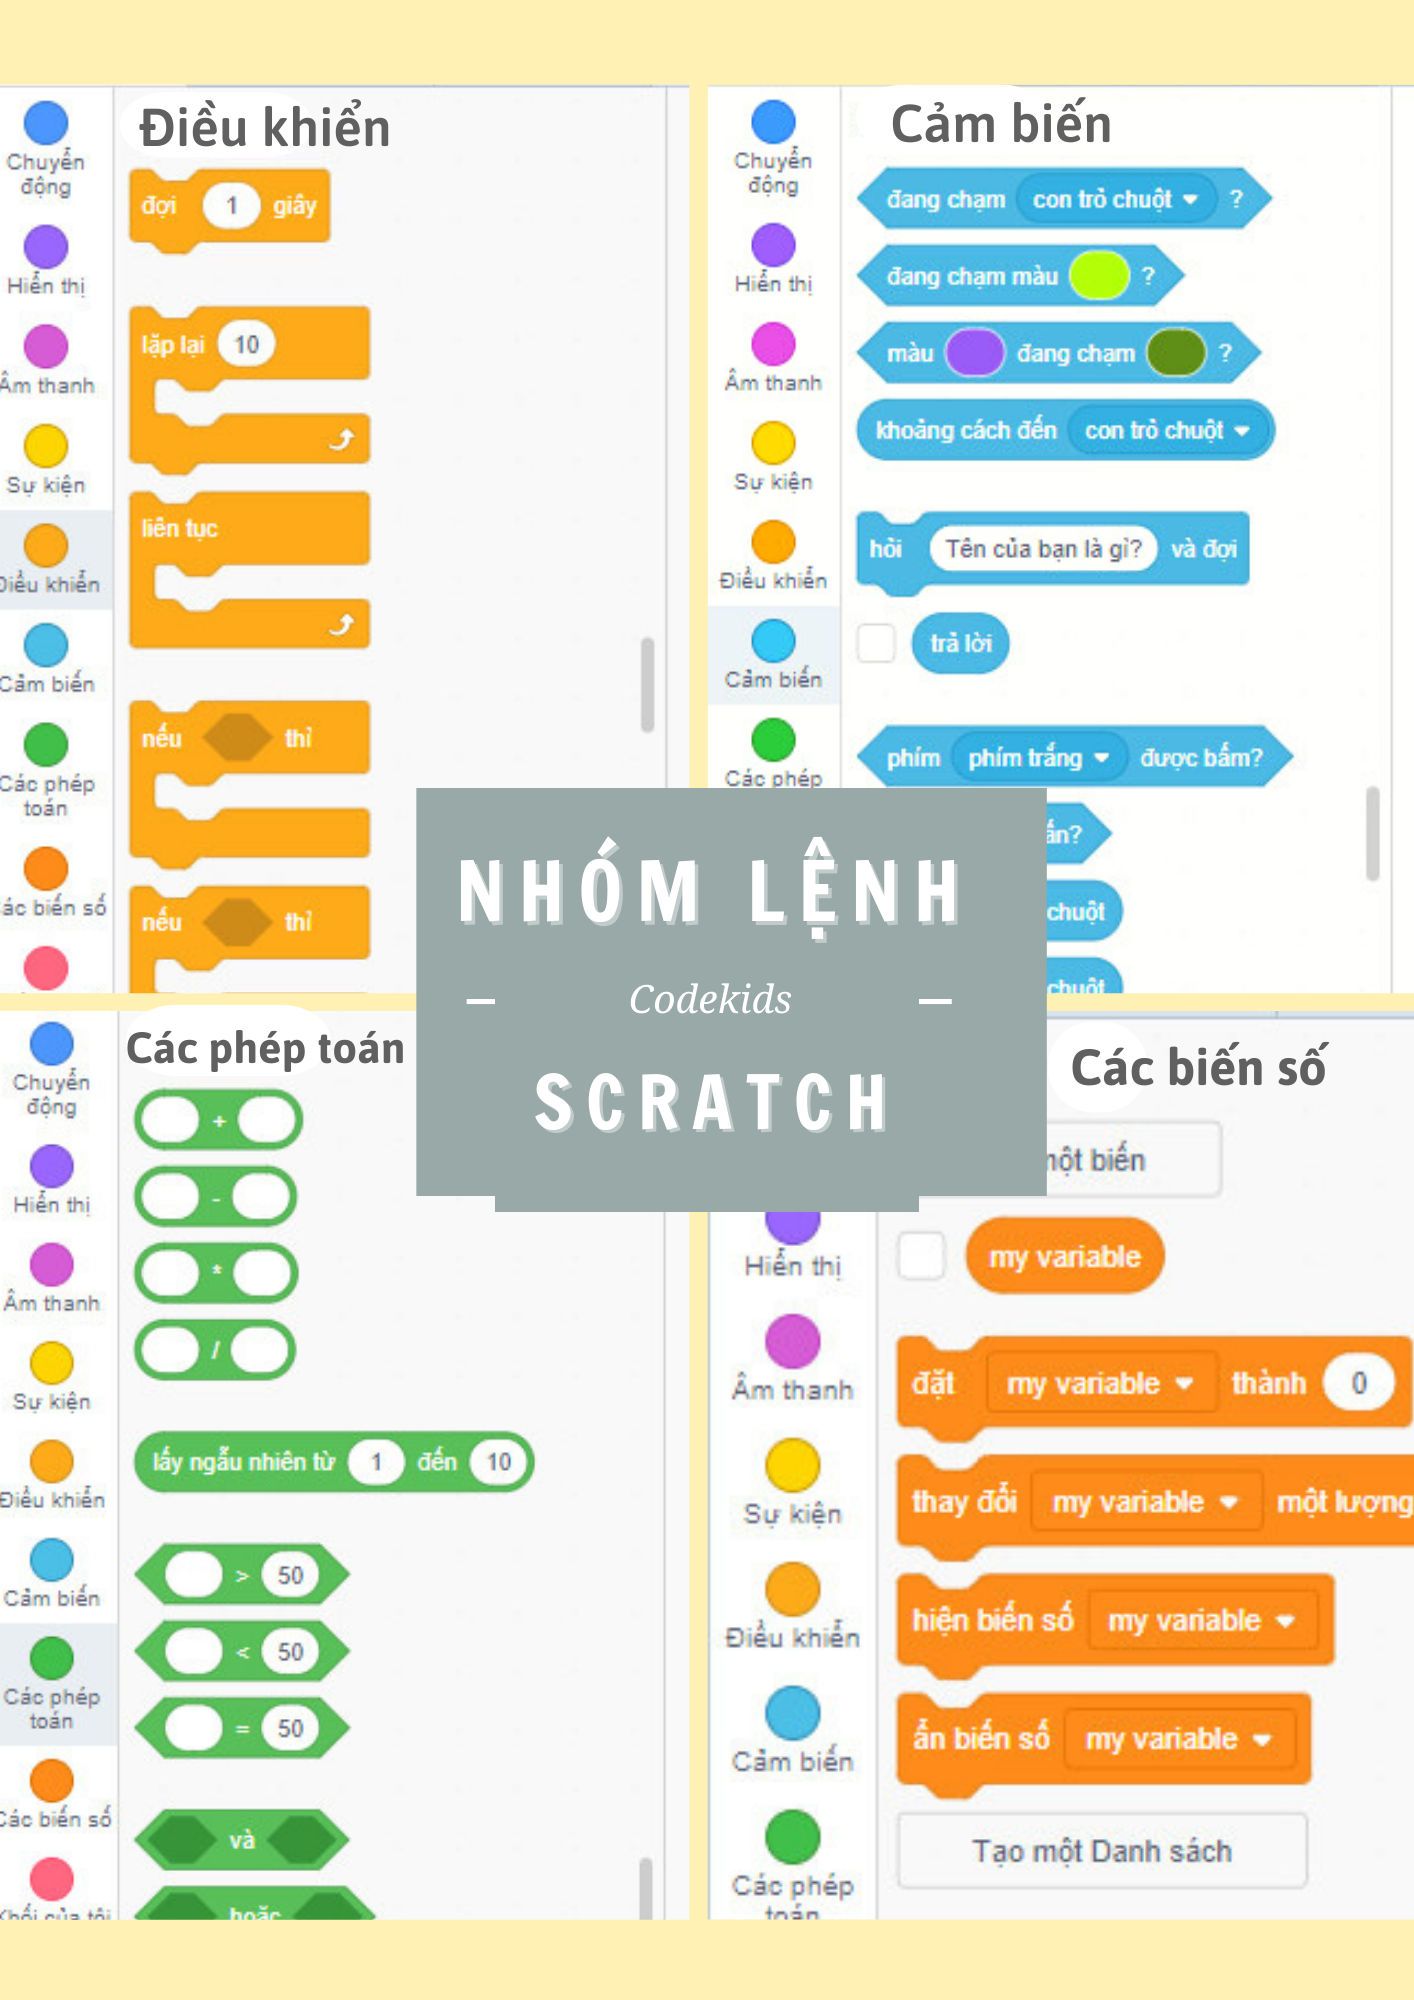 Điều khiển
Chuyển
động
Hiển thị
Âm thanh
Sự kiện
Điều khiển
Cảm biến
Các phép
toán
Các biến số
đợi 1 giây
lặp lại 10
liên tục
nếu thì
nếu thì
Cảm biến
Chuyển
động
Hiển thị
Âm thanh
Sự kiện
Điều khiển
Cảm biến
Các phép
đang chạm con trỏ chuột ?
đang chạm màu ?
màu đang chạm ?
khoảng cách đến con trỏ chuột
hỏi Tên của bạn là gì? và đợi
trả lời
phím phím trắng được bấm?
chuột
chuột
NHÓM LỆNH
Codekids
SCRATCH
Các phép toán
Chuyển
động
Hiển thị
Âm thanh
Sự kiện
Điều khiển
Cảm biến
Các phép
toán
Các biến số
Khối của tôi
+
-
*
/
lấy ngẫu nhiên từ 1 đến 10
> 50
< 50
= 50
và
hoặc
Các biến số
một biến
Hiển thị
Âm thanh
Sự kiện
Điều khiển
Cảm biến
Các phép
toán
my variable
đặt my variable thành 0
thay đổi my variable một lượng
hiện biến số my variable
ẩn biến số my variable
Tạo một Danh sách